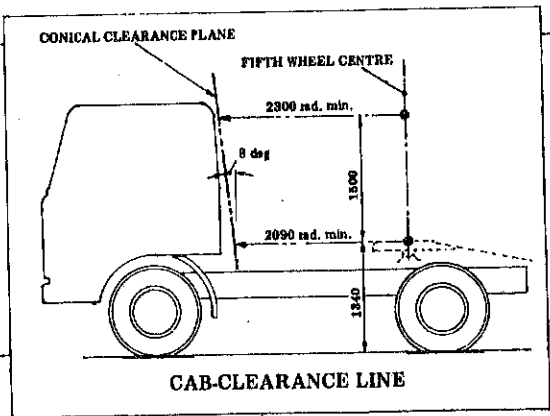 CONICAL CLEARANCE PLANE
FIFTH WHEEL CENTRE
2300 rad. min.
8 deg
1500
2090 rad. min.
1340
CAB-CLEARANCE LINE